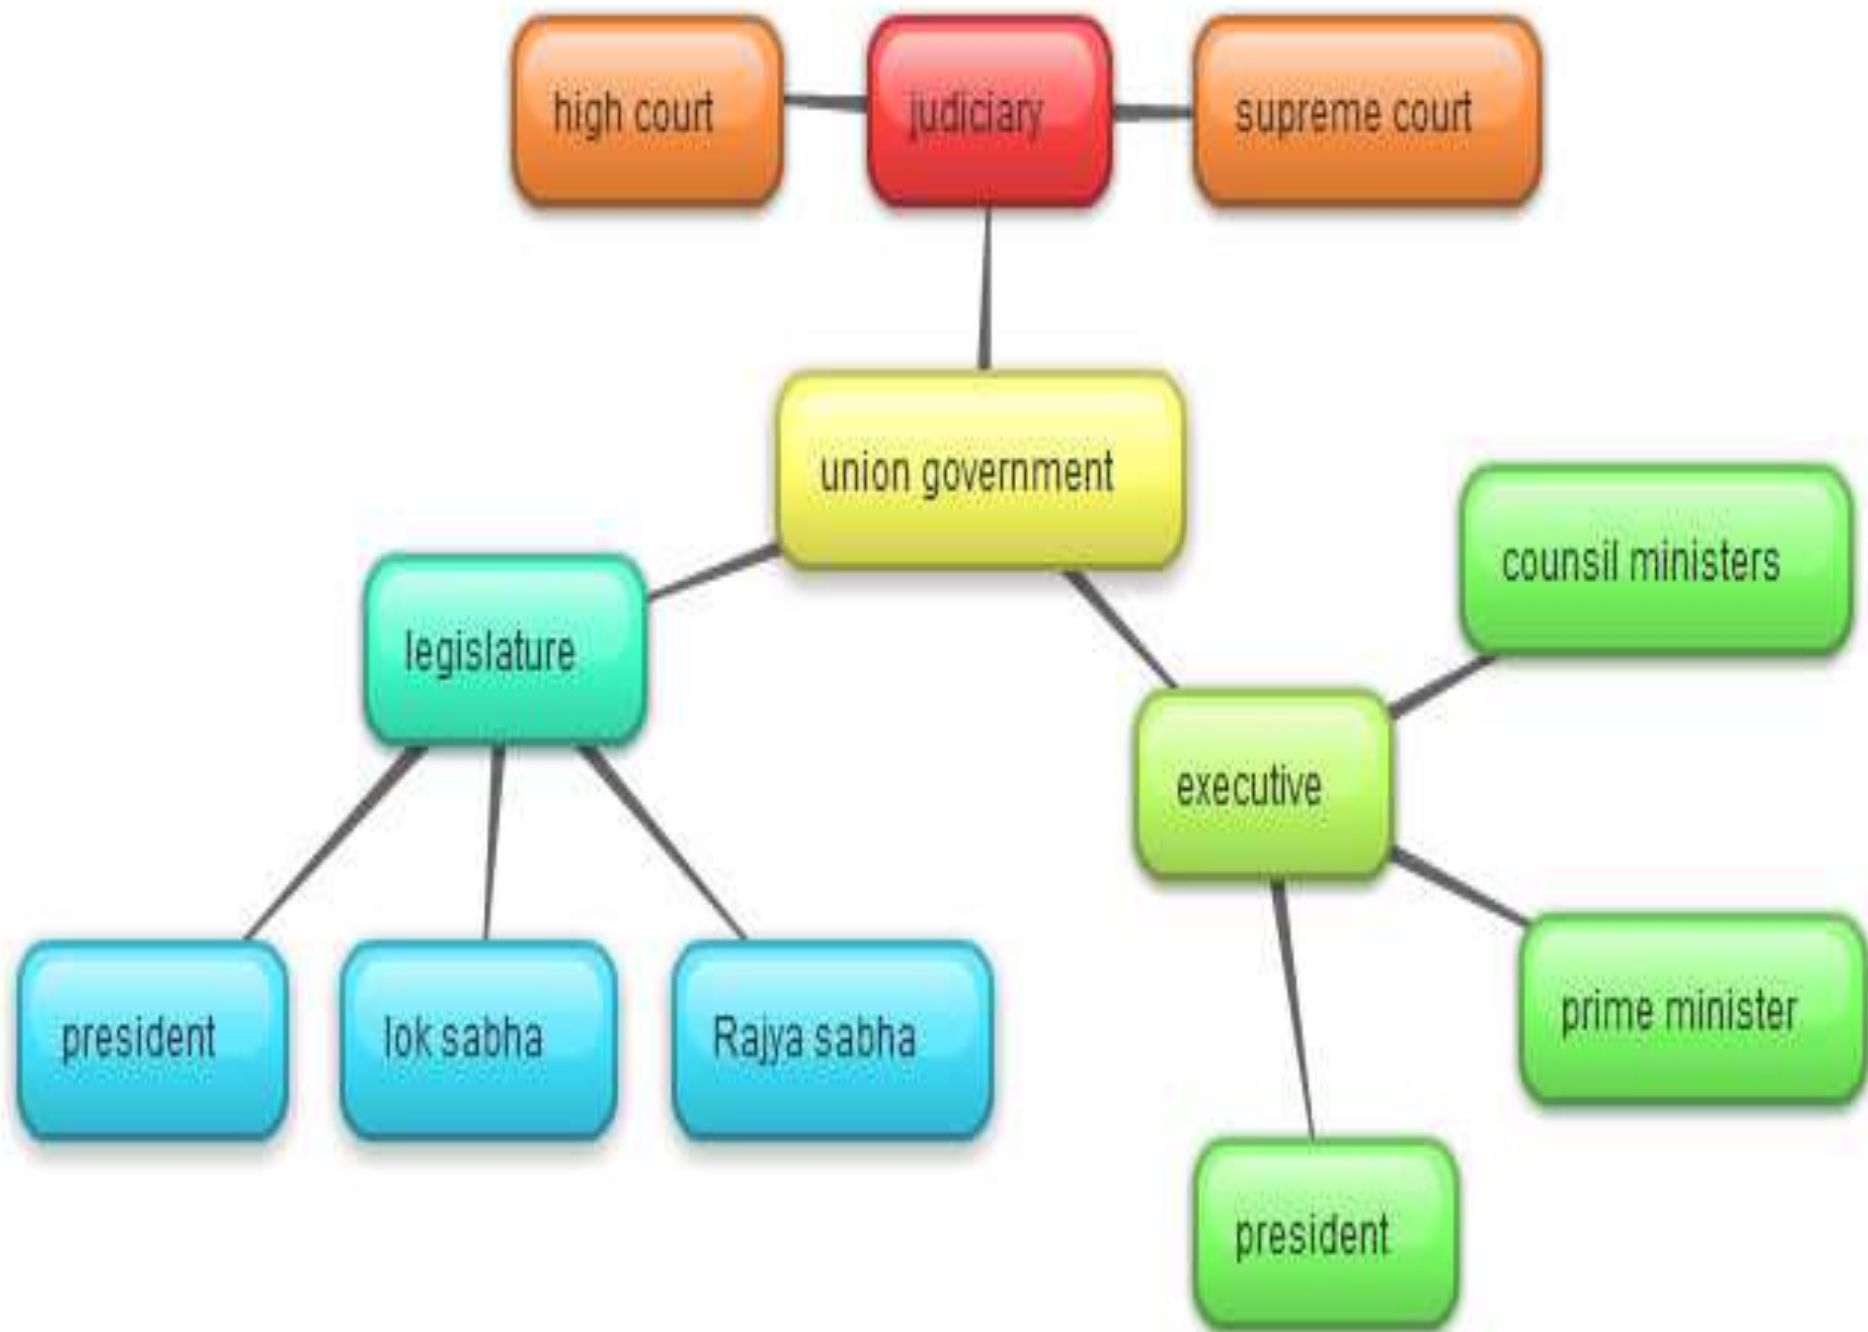 high court
judiciary
supreme court
union government
counsil ministers
legislature
executive
president
lok sabha
Rajya sabha
prime minister
president